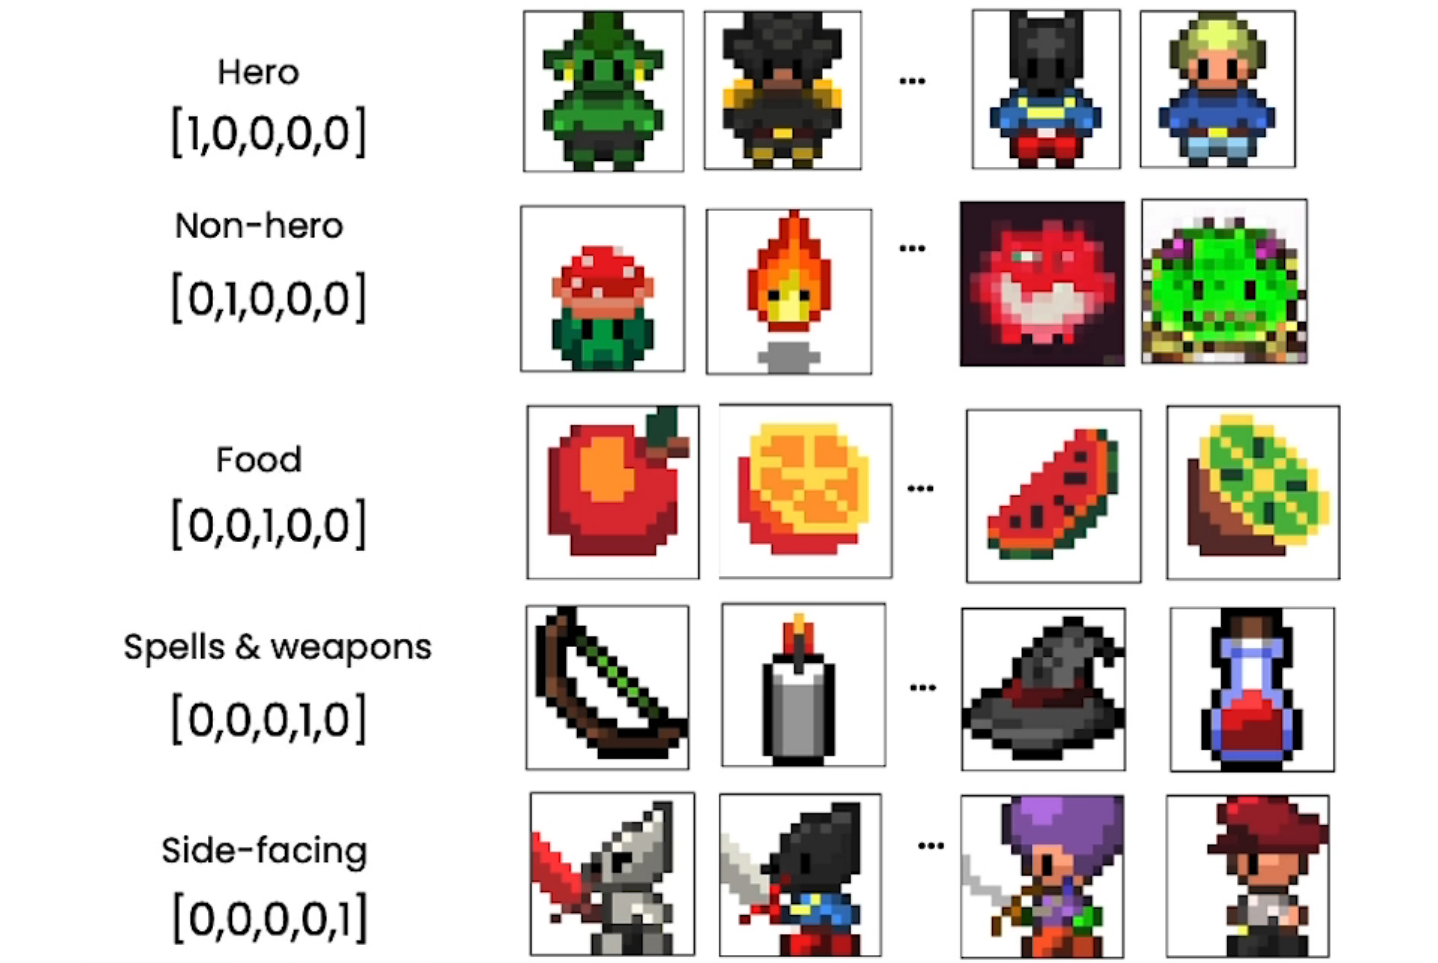 Hero
[1,0,0,0,0]
...
Non-hero
[0,1,0,0,0]
...
Food
[0,0,1,0,0]
...
Spells & weapons
[0,0,0,1,0]
...
Side-facing
[0,0,0,0,1]
...